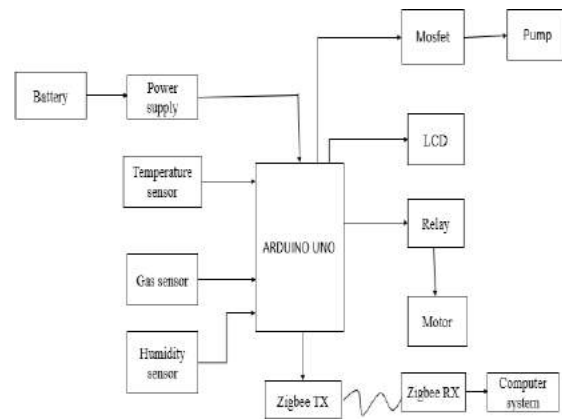 Mosfet
Pump
Battery
Power
supply
LCD
Temperature
sensor
ARDUINO UNO
Relay
Gas sensor
Motor
Humidity
sensor
Zigbee TX
Zigbee RX
Computer
system